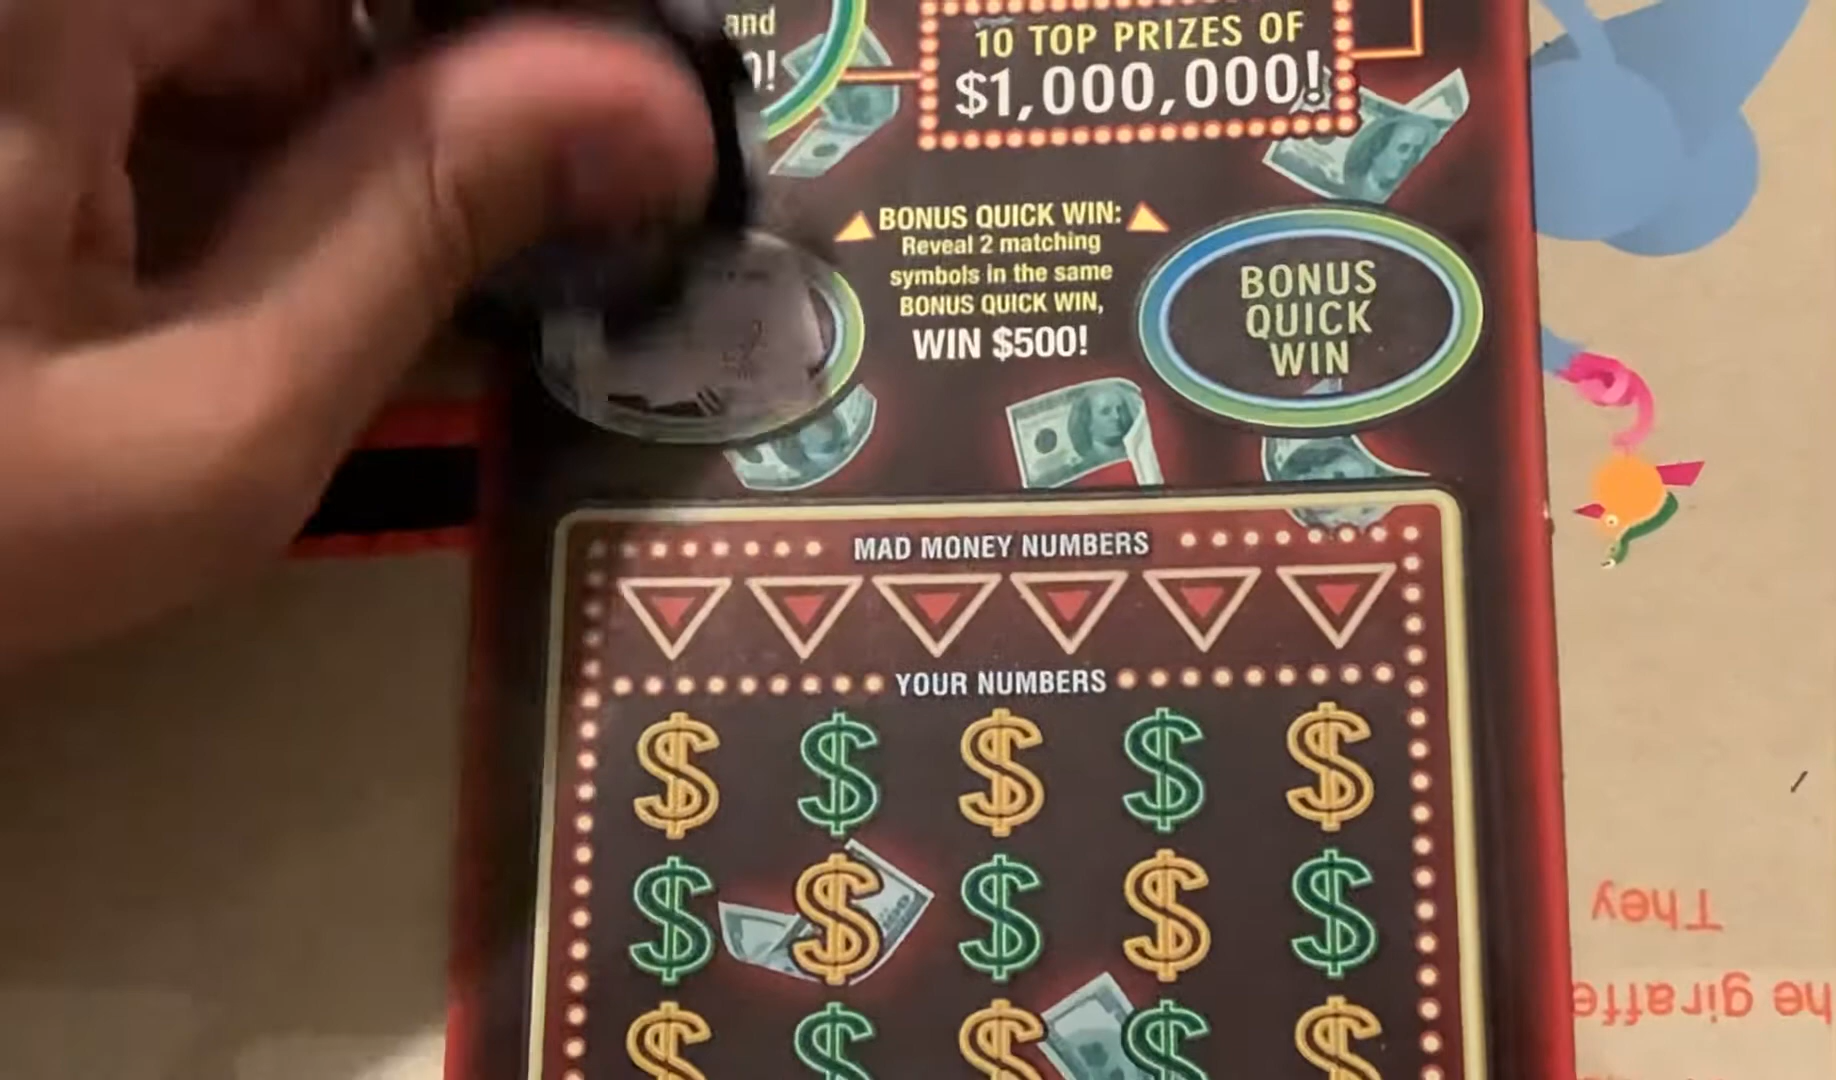 and
0!
10 TOP PRIZES OF
$1,000,000!
BONUS QUICK WIN:
Reveal 2 matching
symbols in the same
BONUS QUICK WIN,
WIN $500!
BONUS
QUICK
WIN
MAD MONEY NUMBERS
YOUR NUMBERS
$ $ $ $ $
$ $ $ $ $
$ $ $ $ $
They
he giraffe